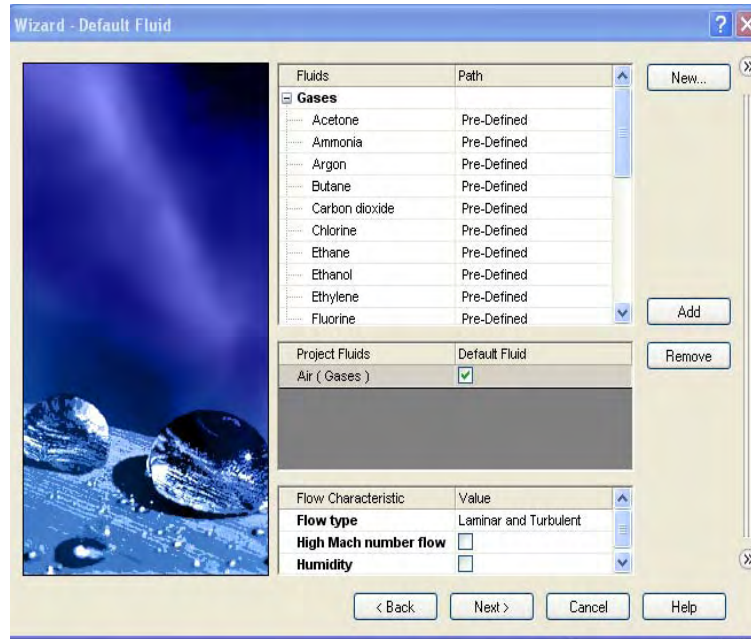 Wizard - Default Fluid
Fluids Path
Gases
Acetone Pre-Defined
Ammonia Pre-Defined
Argon Pre-Defined
Butane Pre-Defined
Carbon dioxide Pre-Defined
Chlorine Pre-Defined
Ethane Pre-Defined
Ethanol Pre-Defined
Ethylene Pre-Defined
Fluorine Pre-Defined
New...
Add
Remove
Project Fluids Default Fluid
Air ( Gases )
Flow Characteristic Value
Flow type Laminar and Turbulent
High Mach number flow
Humidity
< Back Next > Cancel Help